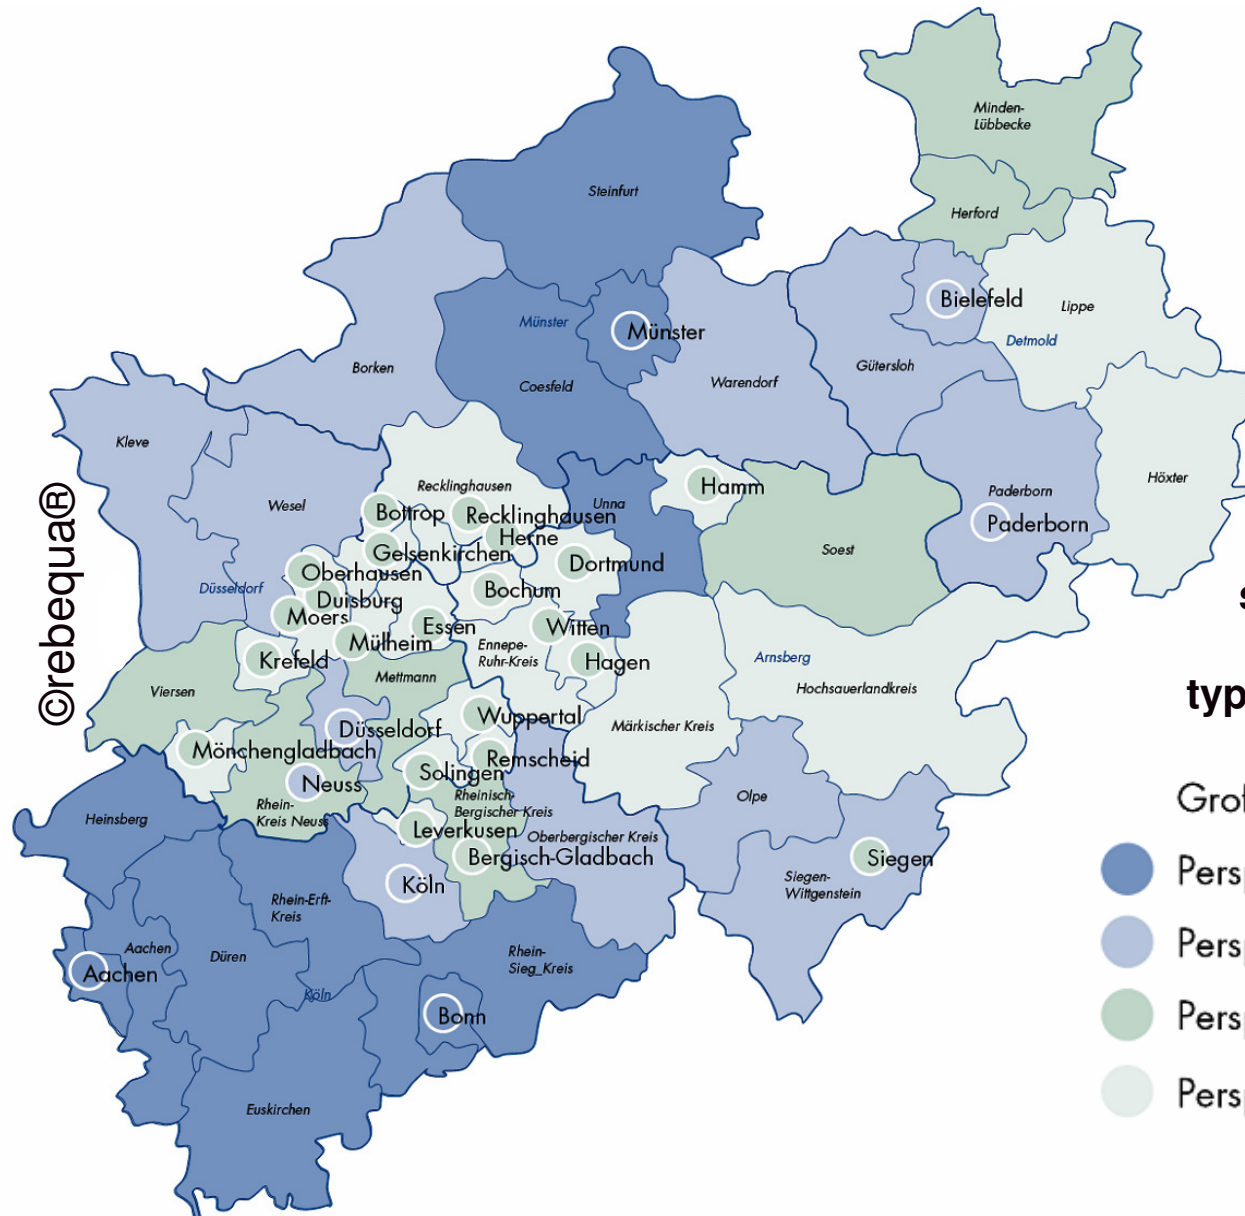 Minden-
Lübbecke
Steinfurt
Herford
Bielefeld
Lippe
Münster
Münster
Detmold
Borken
Coesfeld
Warendorf
Gütersloh
Kleve
Wesel
Recklinghausen
Hamm
Höxter
Paderborn
Paderborn
Bottrop
Recklinghausen
Unna
Herne
Gelsenkirchen
Dortmund
Soest
Oberhausen
Düsseldorf
Duisburg
Bochum
Moers
Essen
Witten
Mülheim
Ennepe-
Ruhr-Kreis
Krefeld
Hagen
Arnsberg
Viersen
Mettmann
Hochsauerlandkreis
Wuppertal
Märkischer Kreis
Düsseldorf
Mönchengladbach
Remscheid
Solingen
Neuss
Rhein-
Kreis Neuss
Rheinisch-
Bergischer Kreis
Olpe
Heinsberg
Leverkusen
Oberbergischer Kreis
Bergisch-Gladbach
Siegen
Köln
Siegen-
Wittgenstein
Rhein-Erft-
Kreis
Aachen
Düren
Rhein-
Sieg_Kreis
Aachen
Köln
Bonn
Euskirchen
©rebequa®
s
typ
Gro
Pers
Pers
Pers
Pers